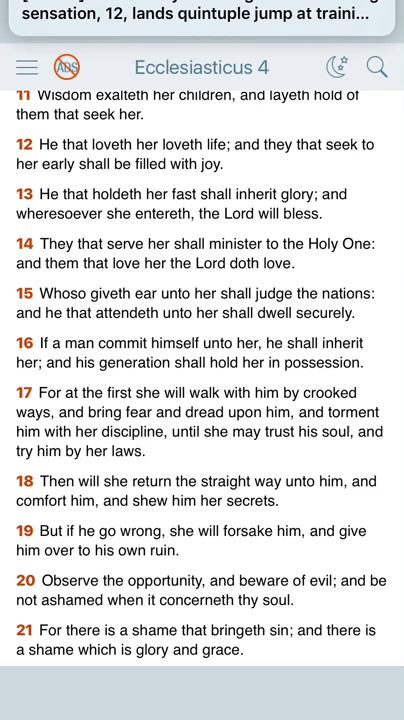 sensation, 12, lands quintuple jump at traini...
ADS
Ecclesiasticus 4
11 Wisdom exalteth her children, and layeth hold of
them that seek her.
12 He that loveth her loveth life; and they that seek to
her early shall be filled with joy.
13 He that holdeth her fast shall inherit glory; and
wheresoever she entereth, the Lord will bless.
14 They that serve her shall minister to the Holy One:
and them that love her the Lord doth love.
15 Whoso giveth ear unto her shall judge the nations:
and he that attendeth unto her shall dwell securely.
16 If a man commit himself unto her, he shall inherit
her; and his generation shall hold her in possession.
17 For at the first she will walk with him by crooked
ways, and bring fear and dread upon him, and torment
him with her discipline, until she may trust his soul, and
try him by her laws.
18 Then will she return the straight way unto him, and
comfort him, and shew him her secrets.
19 But if he go wrong, she will forsake him, and give
him over to his own ruin.
20 Observe the opportunity, and beware of evil; and be
not ashamed when it concerneth thy soul.
21 For there is a shame that bringeth sin; and there is
a shame which is glory and grace.